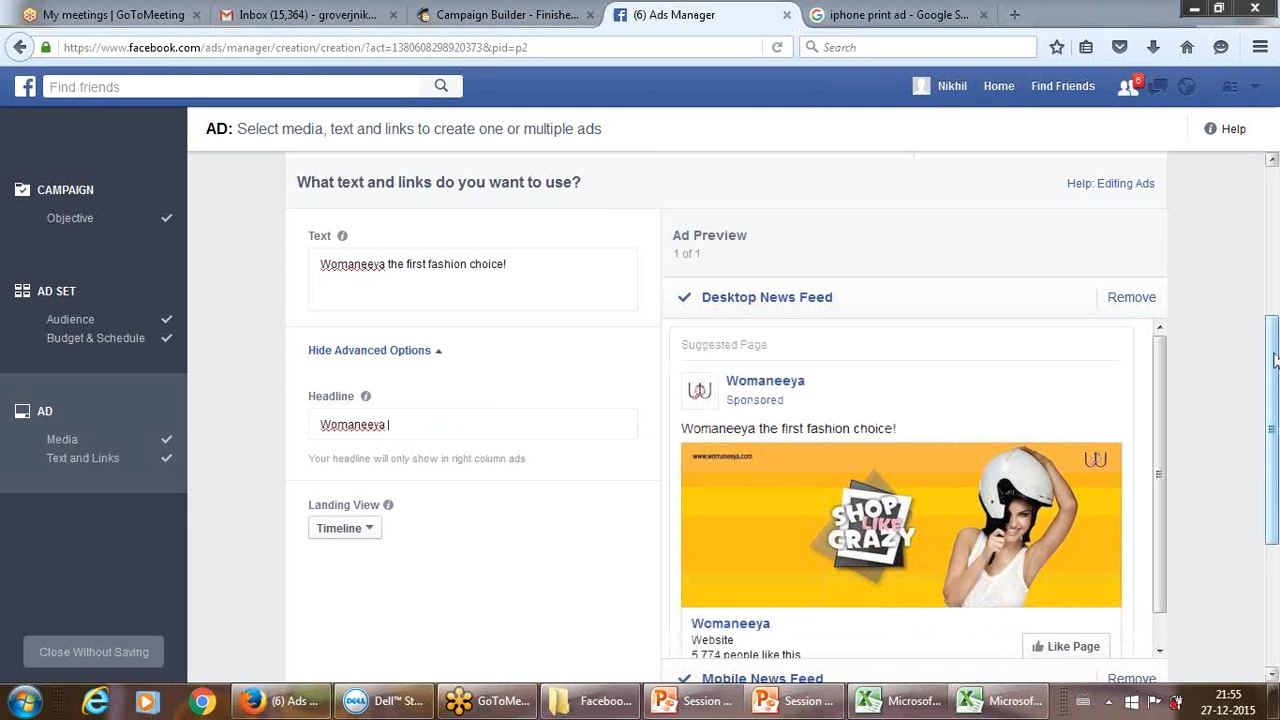 My meetings | GoToMeeting
Inbox (15,364) - groverjnik...
Campaign Builder - Finishe...
(6) Ads Manager
iphone print ad - Google S...
https://www.facebook.com/ads/manager/creation/creation/?act=1380608298920373&pid=p2
Search
Find friends
Nikhil
Home
Find Friends
6
AD: Select media, text and links to create one or multiple ads
Help
CAMPAIGN
Objective
AD SET
Audience
Budget & Schedule
AD
Media
Text and Links
Close Without Saving
What text and links do you want to use?
Help: Editing Ads
Text
Womaneeya the first fashion choice!
Hide Advanced Options
Headline
Womaneeya
Your headline will only show in right column ads
Landing View
Timeline
Ad Preview
1 of 1
Desktop News Feed
Remove
Suggested Page
Womaneeya
Sponsored
Womaneeya the first fashion choice!
www.womaneeya.com
SHOP
LIKE
CRAZY
Womaneeya
Website
5,774 people like this
Like Page
Mobile News Feed
Remove
(6) Ads ...
Dell™ St...
GoToMe...
Faceboo...
Session ...
Session ...
Microsof...
Microsof...
21:55
27-12-2015